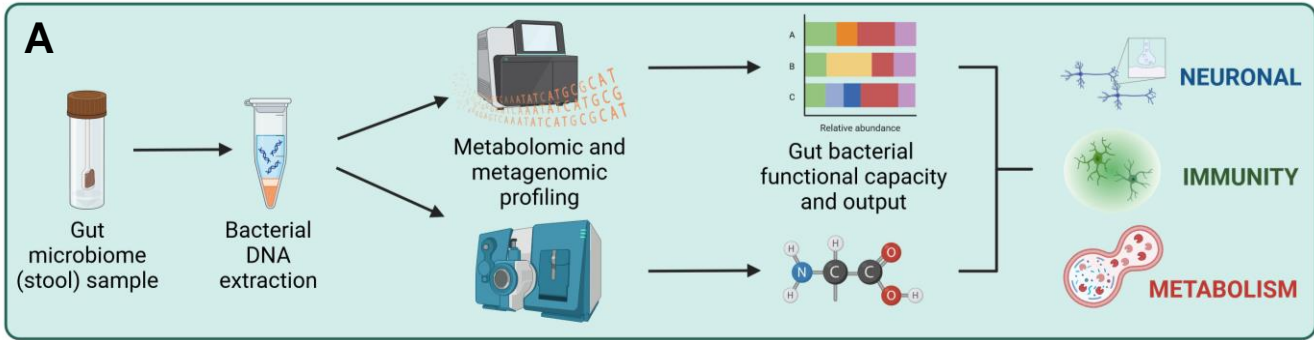 A
Gut
microbiome
(stool) sample
Bacterial
DNA
extraction
Metabolomic and
metagenomic
profiling
A
B
C
Relative abundance
Gut bacterial
functional capacity
and output
H
H
N
H
C
C
O
O
H
NEURONAL
IMMUNITY
METABOLISM